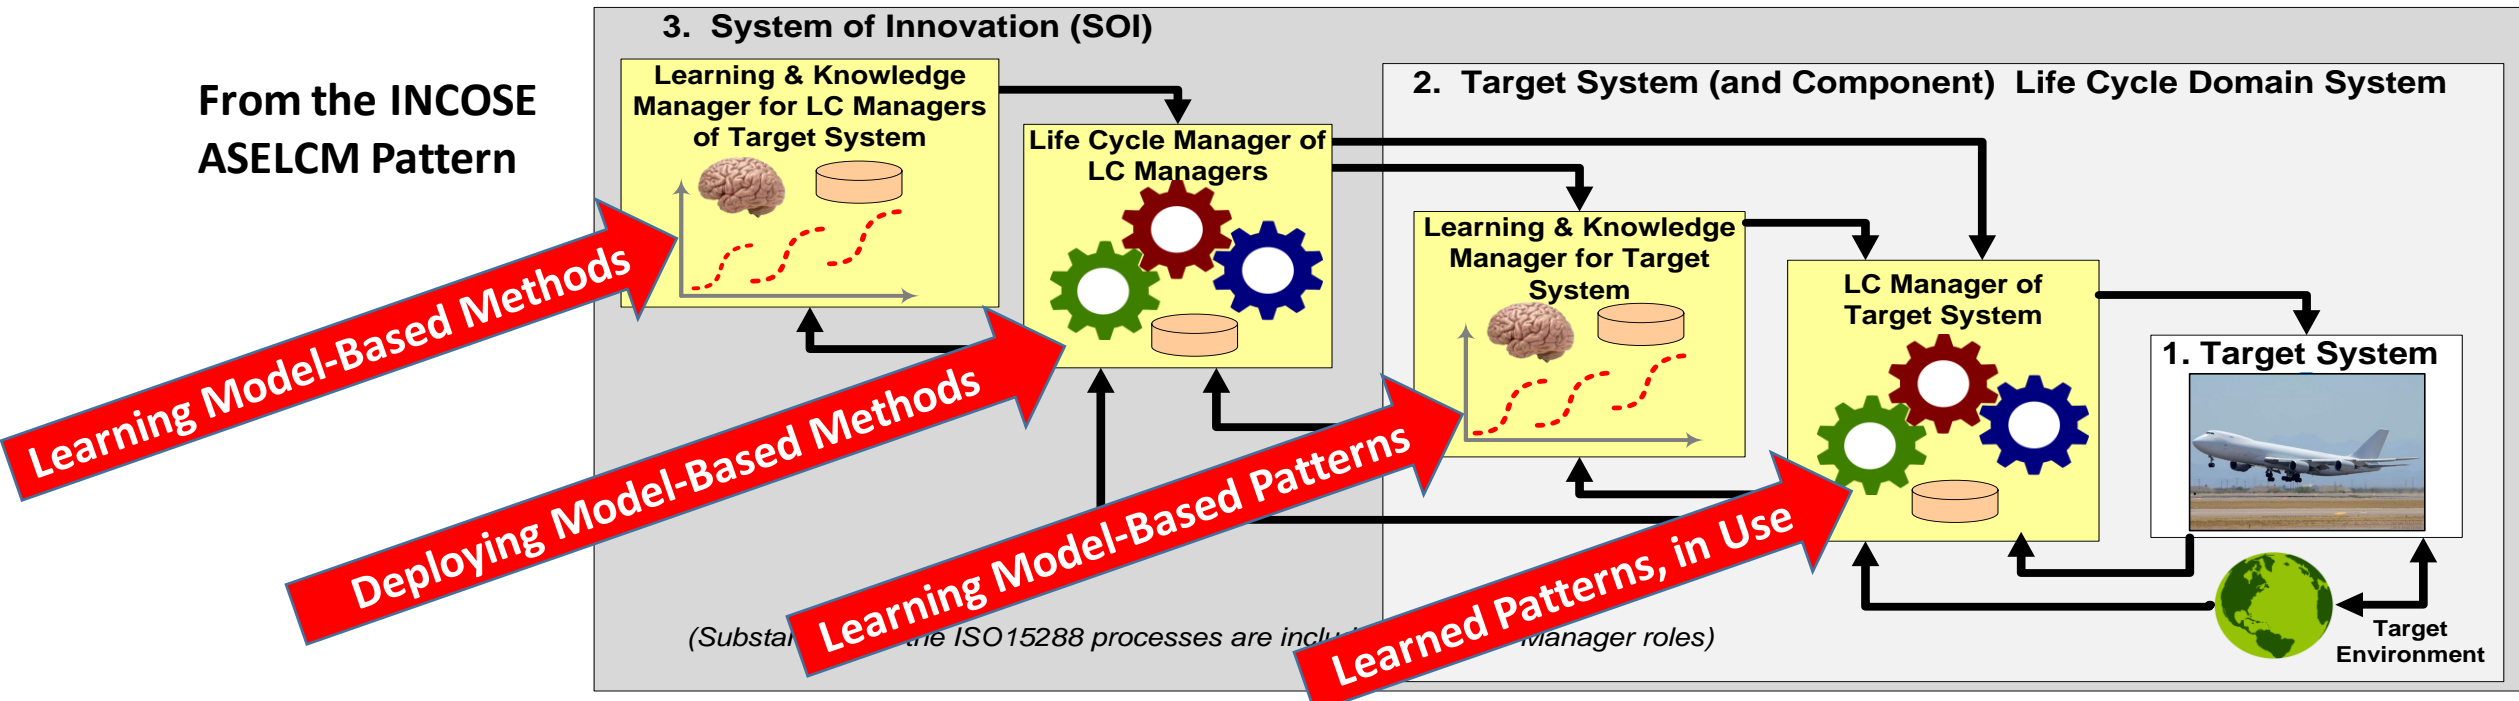 3. System of Innovation (SOI)
From the INCOSE
ASELCM Pattern
Learning & Knowledge
Manager for LC Managers
of Target System
2. Target System (and Component) Life Cycle Domain System
Life Cycle Manager of
LC Managers
Learning & Knowledge
Manager for Target
System
LC Manager of
Target System
1. Target System
Learning Model-Based Methods
Deploying Model-Based Methods
Learning Model-Based Patterns
Learned Patterns, in Use
(Substan he ISO15288 processes are includ Manager roles)
Target
Environment